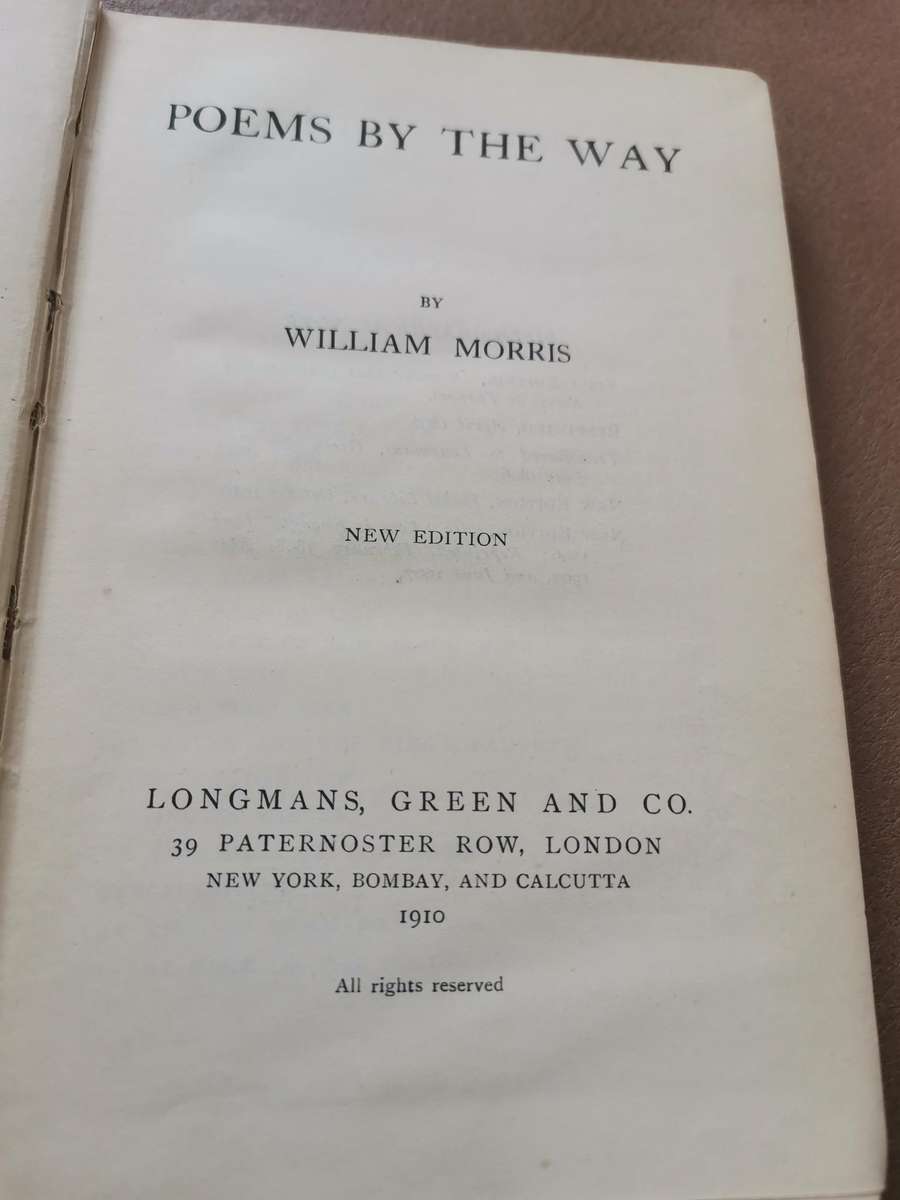 POEMS BY THE WAY
BY
WILLIAM MORRIS
NEW EDITION
LONGMANS, GREEN AND CO.
39 PATERNOSTER ROW, LONDON
NEW YORK, BOMBAY, AND CALCUTTA
1910
All rights reserved